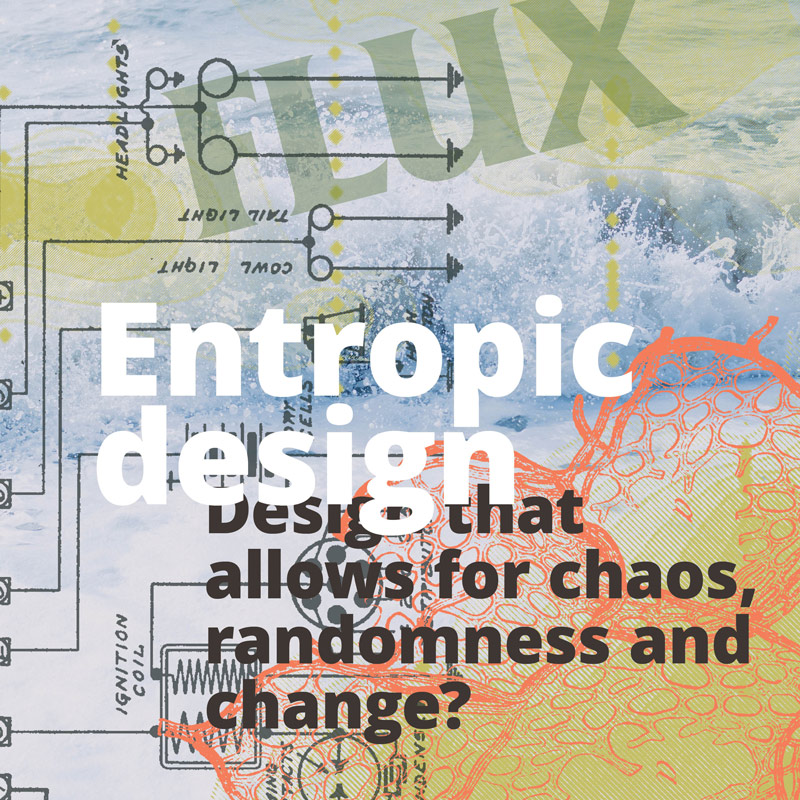 FLUX
HEADLIGHTS
TAIL LIGHT
COWL LIGHT
Entropic
design
Design that
allows for chaos,
randomness and
change?
IGNITION
COIL